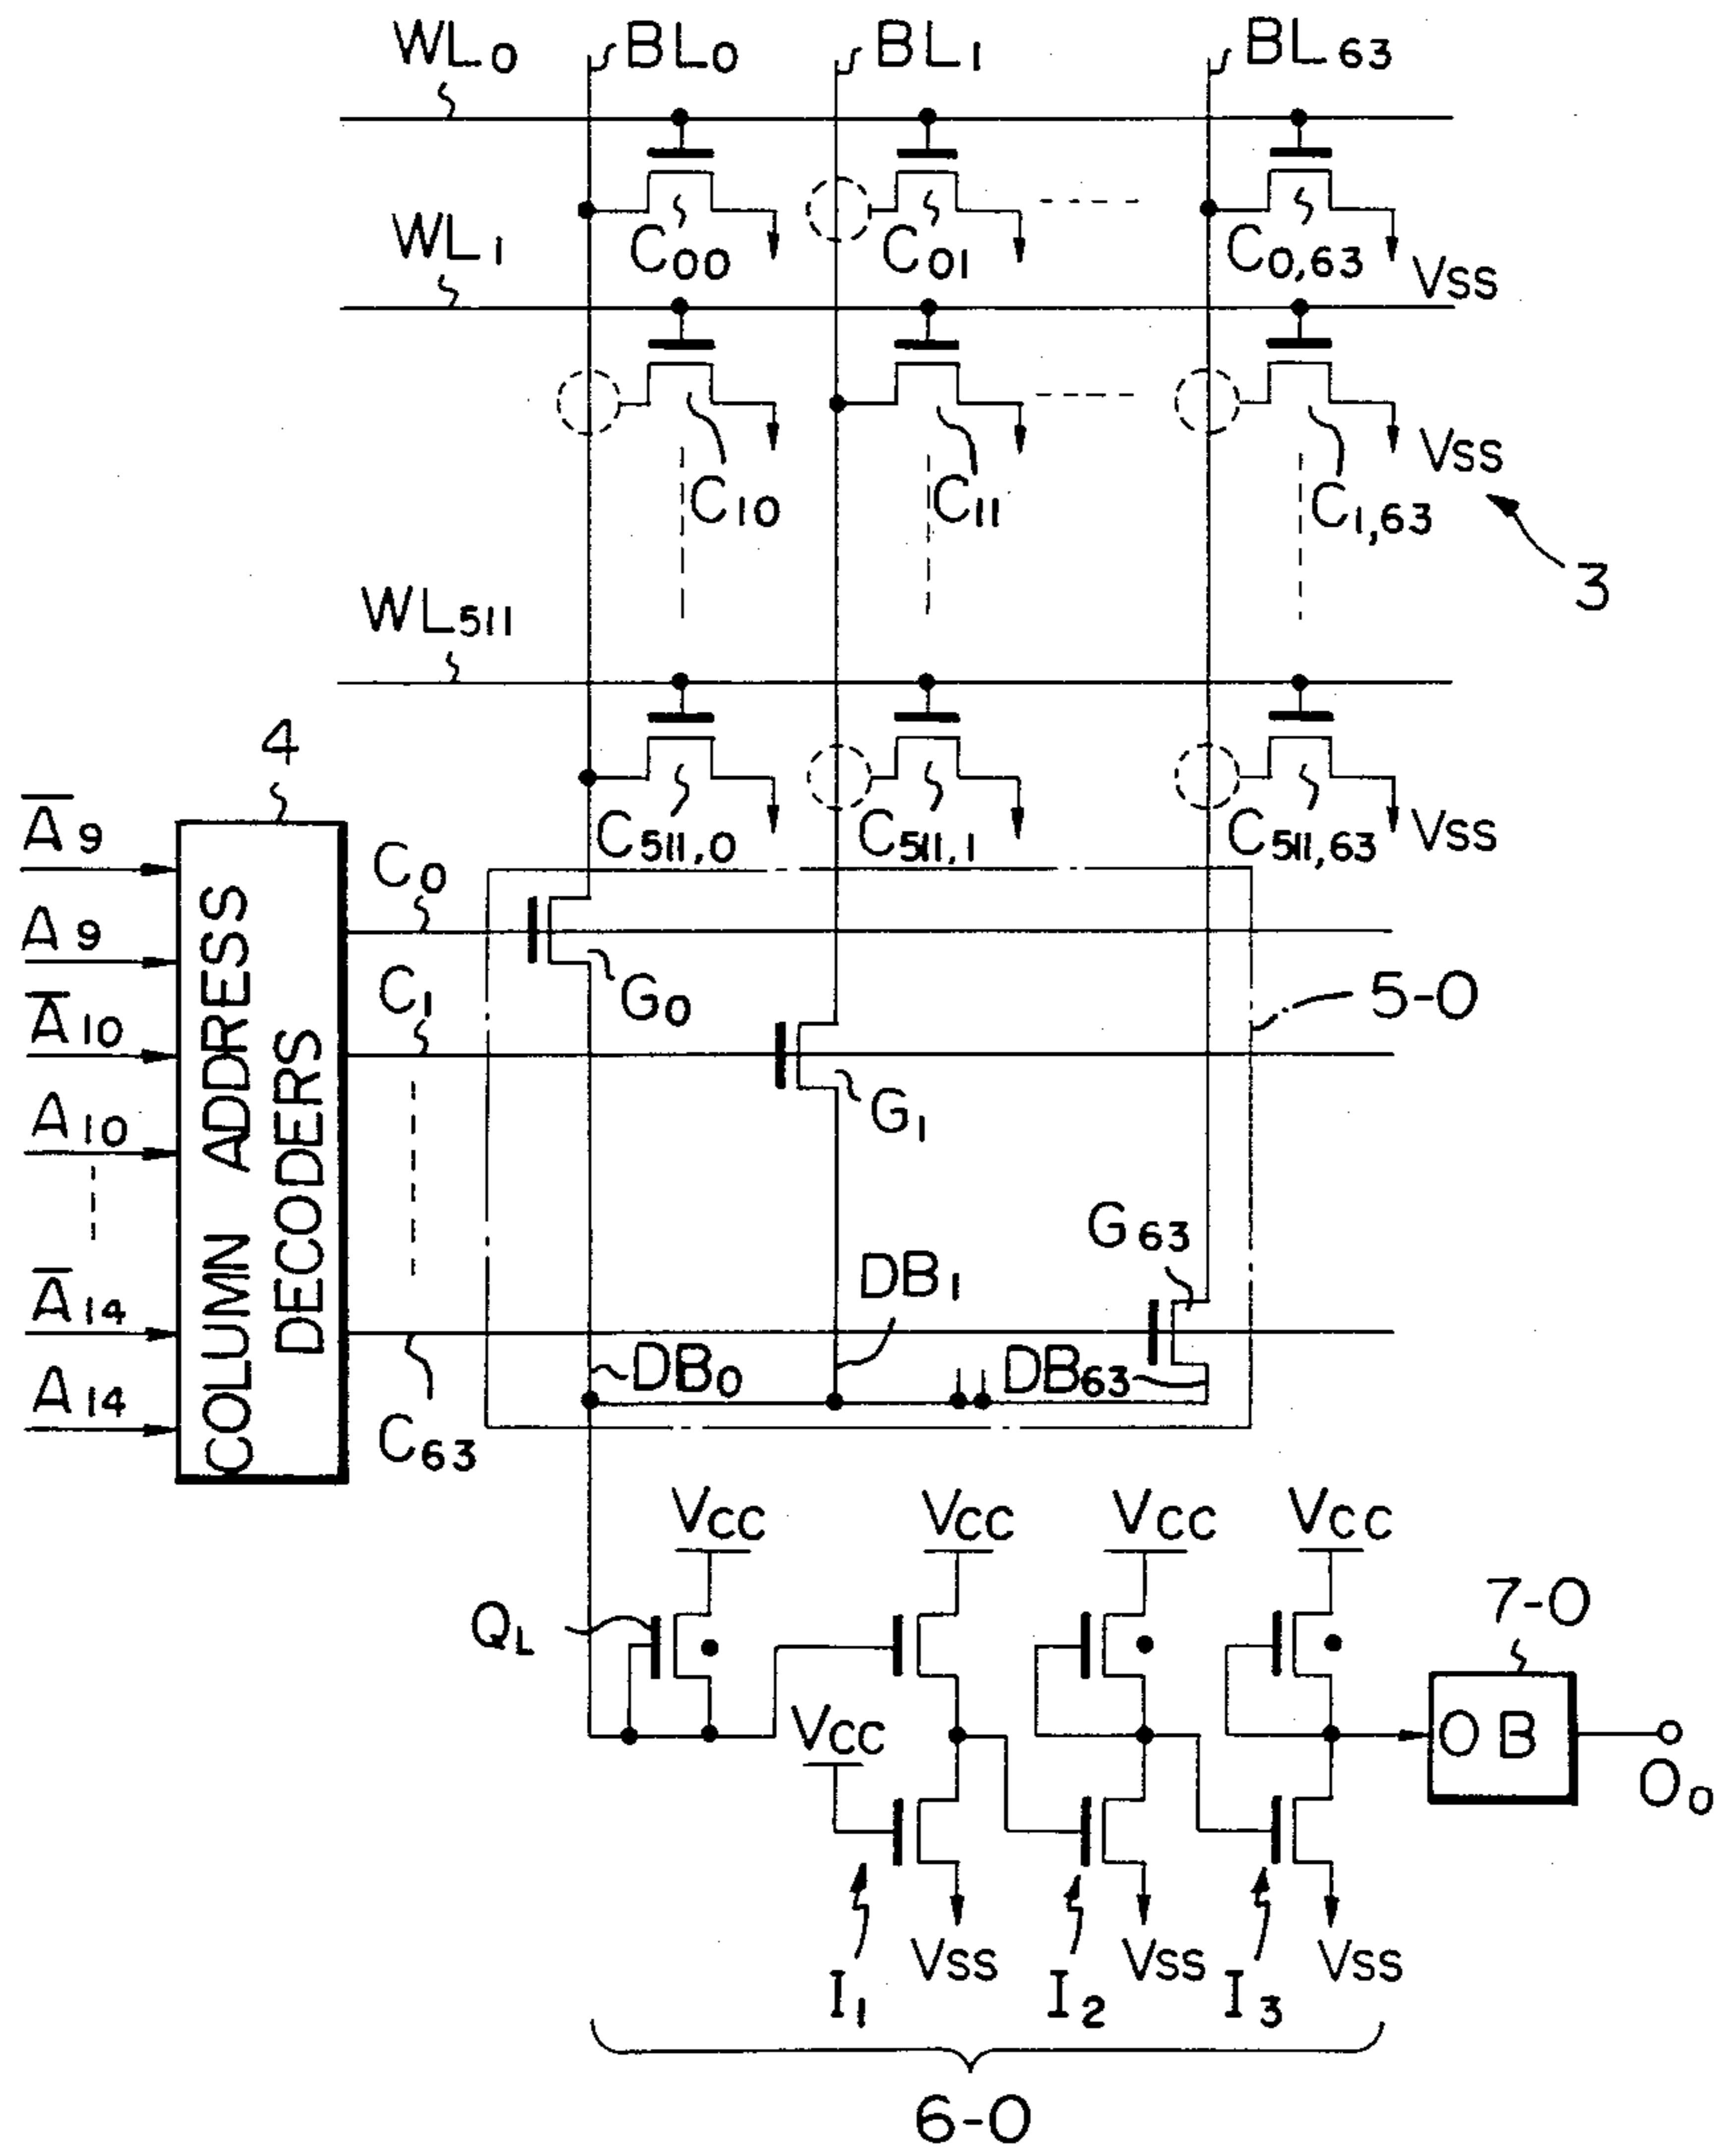 WL0 BL0 BL1 BL63
C00 C01 C0,63 VSS
WL1
C10 C11 C1,63 VSS
3
WL511
C511,0 C511,1 C511,63 VSS
4
A̅9
A9
A̅10
A10
A̅14
A14
COLUMN ADDRESS
DECODERS
C0
G0
5-0
C1
G1
G63
DB1
DB0 DB63
C63
VCC VCC VCC VCC
QL
7-0
VCC
OB
O0
VSS VSS VSS
I1 I2 I3
6-0